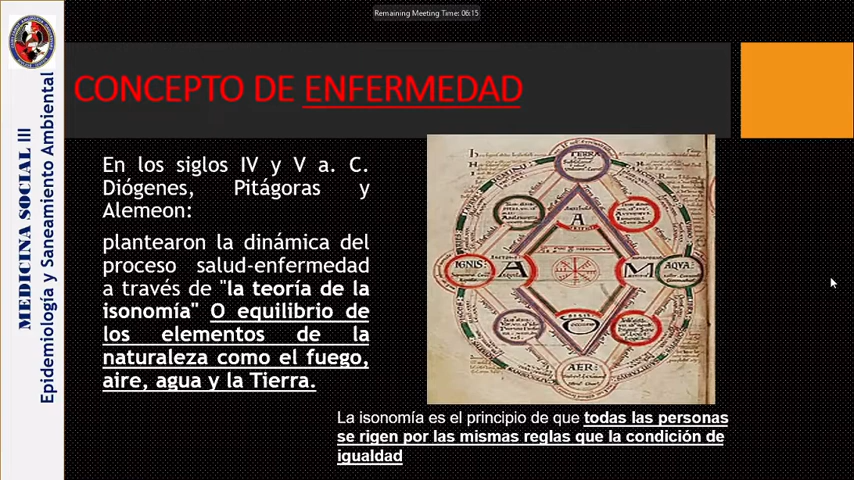 Remaining Meeting Time: 06:15
MEDICINA SOCIAL III
Epidemiología y Saneamiento Ambiental
CONCEPTO DE ENFERMEDAD
En los siglos IV y V a. C.
Diógenes, Pitágoras y
Alemeon:
plantearon la dinámica del
proceso salud-enfermedad
a través de "la teoría de la
isonomía" O equilibrio de
los elementos de la
naturaleza como el fuego,
aire, agua y la Tierra.
TERRA
A
IGNIS:
A
M
AQVA:
C
AER:
La isonomía es el principio de que todas las personas
se rigen por las mismas reglas que la condición de
igualdad